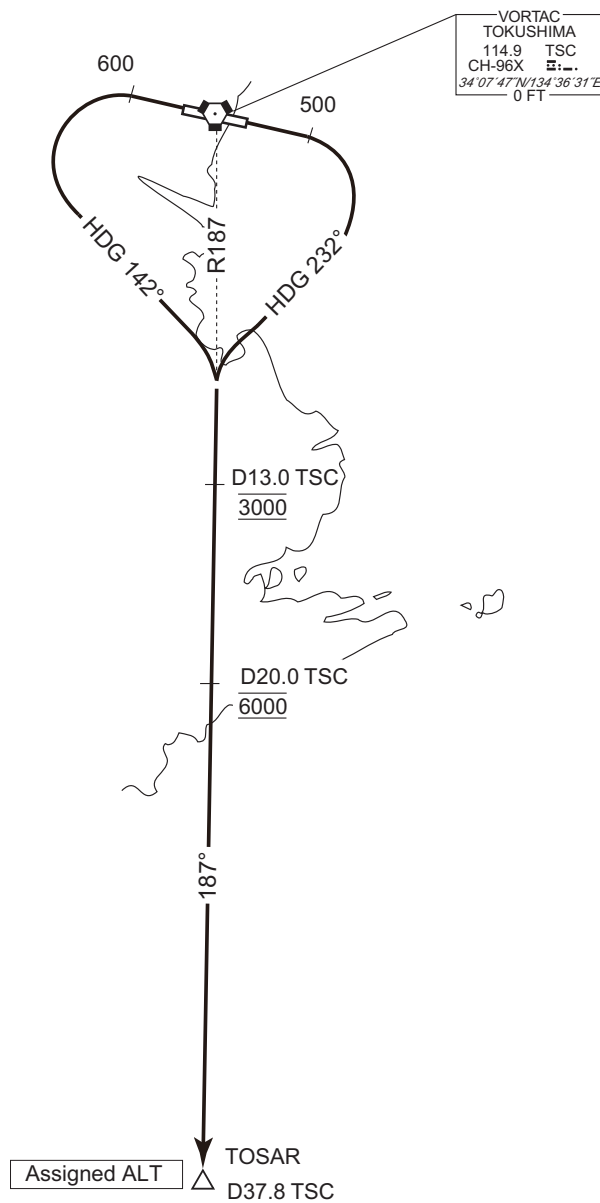 VORTAC
TOKUSHIMA
114.9 TSC
CH-96X
34°07'47"N/134°36'31"E
0 FT
600
500
R187
HDG 142°
HDG 232°
D13.0 TSC
3000
D20.0 TSC
6000
187°
TOSAR
Assigned ALT
D37.8 TSC